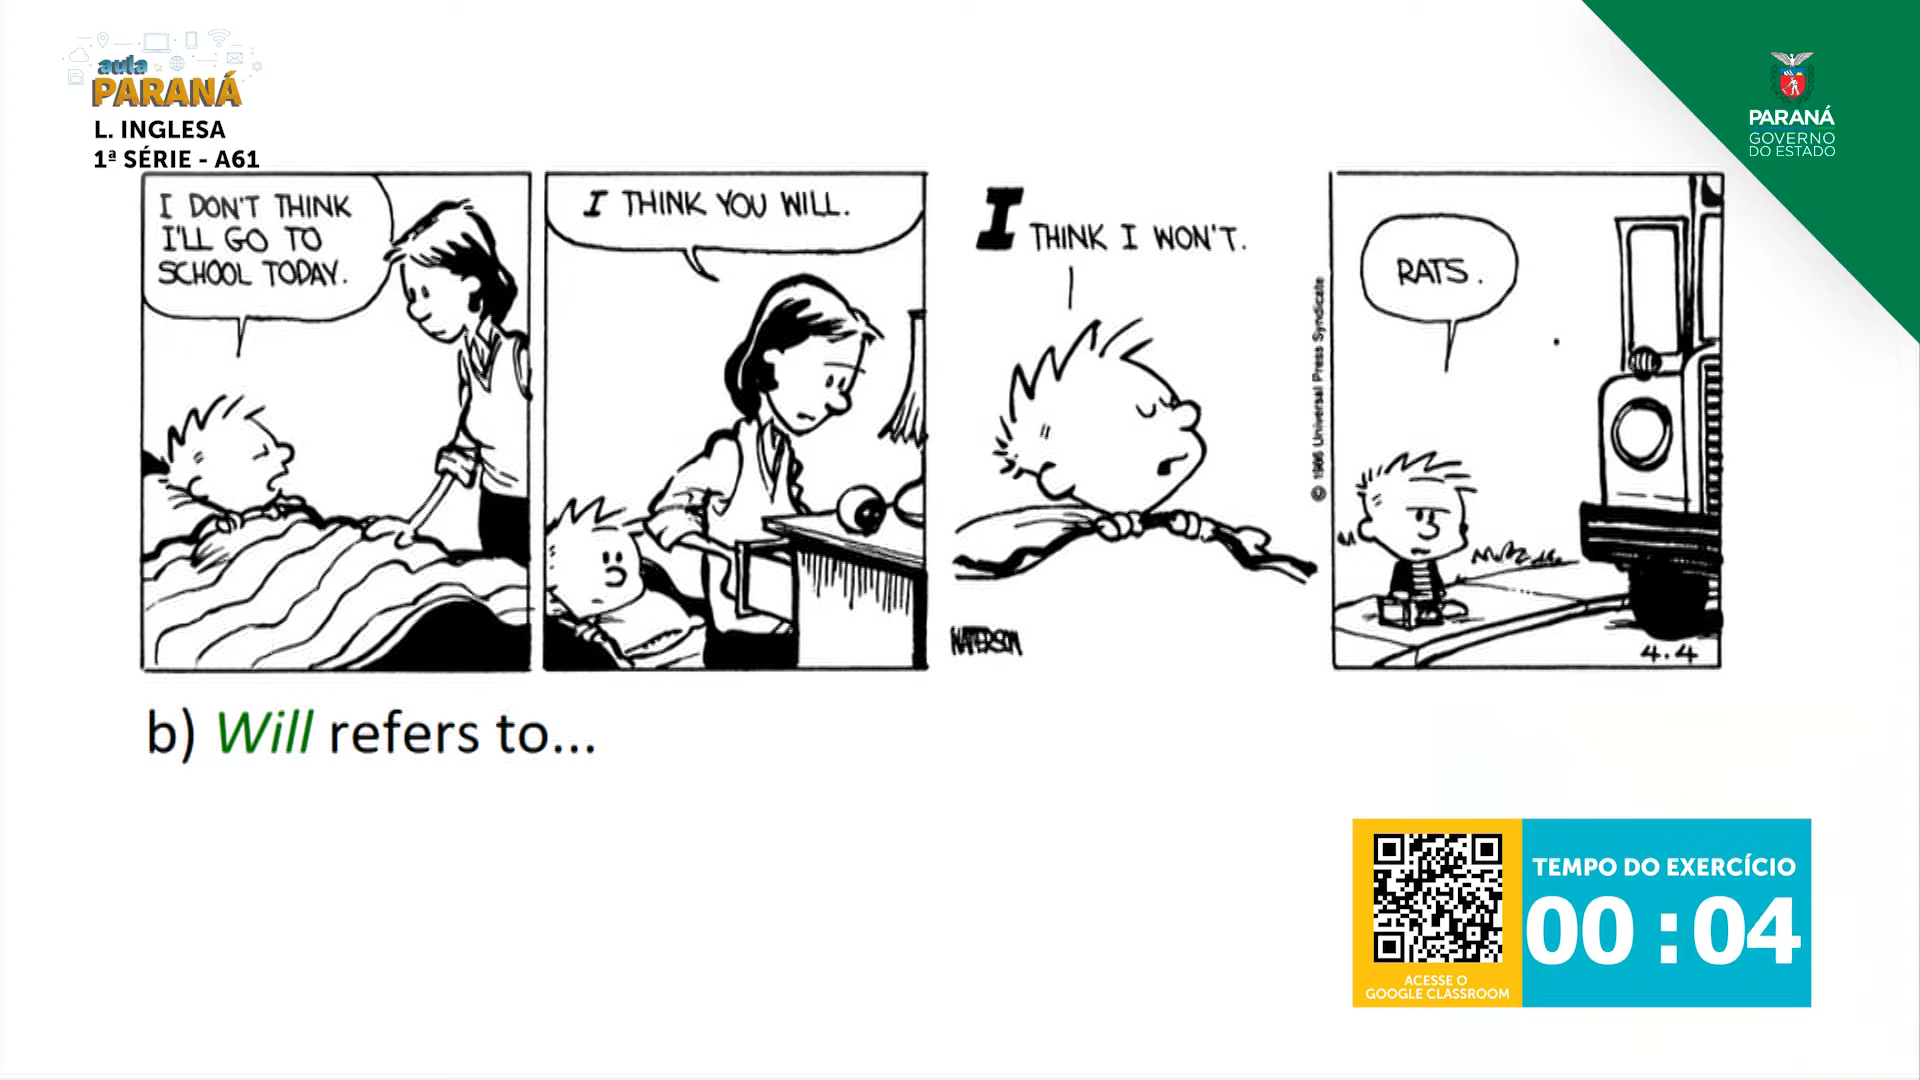 aula
PARANÁ
L. INGLESA
1ª SÉRIE - A61
PARANÁ
GOVERNO
DO ESTADO
I DON'T THINK
I'LL GO TO
SCHOOL TODAY.
I THINK YOU WILL.
I THINK I WON'T.
WATERSON
© 1986 Universal Press Syndicate
RATS.
4.4
b) Will refers to...
TEMPO DO EXERCÍCIO
00 : 04
ACESSE O
GOOGLE CLASSROOM